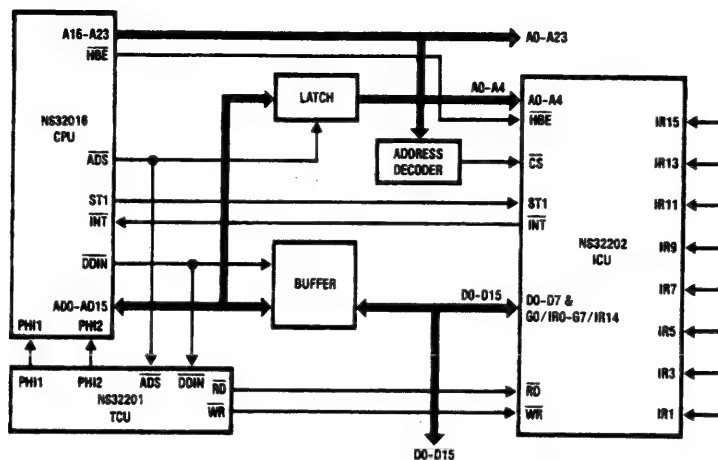 A16-A23
HBE
A0-A23
LATCH
A0-A4
A0-A4
HBE
NS32016
CPU
ADS
ADDRESS
DECODER
CS
ST1
ST1
INT
INT
NS32202
ICU
DDIN
BUFFER
AD0-AD15
D0-D15
D0-D7 &
G0/IR0-G7/IR14
IR15
IR13
IR11
IR9
IR7
IR5
IR3
IR1
PHI1
PHI2
PHI1
PHI2
ADS
DDIN
RD
WR
NS32201
TCU
RD
WR
D0-D15